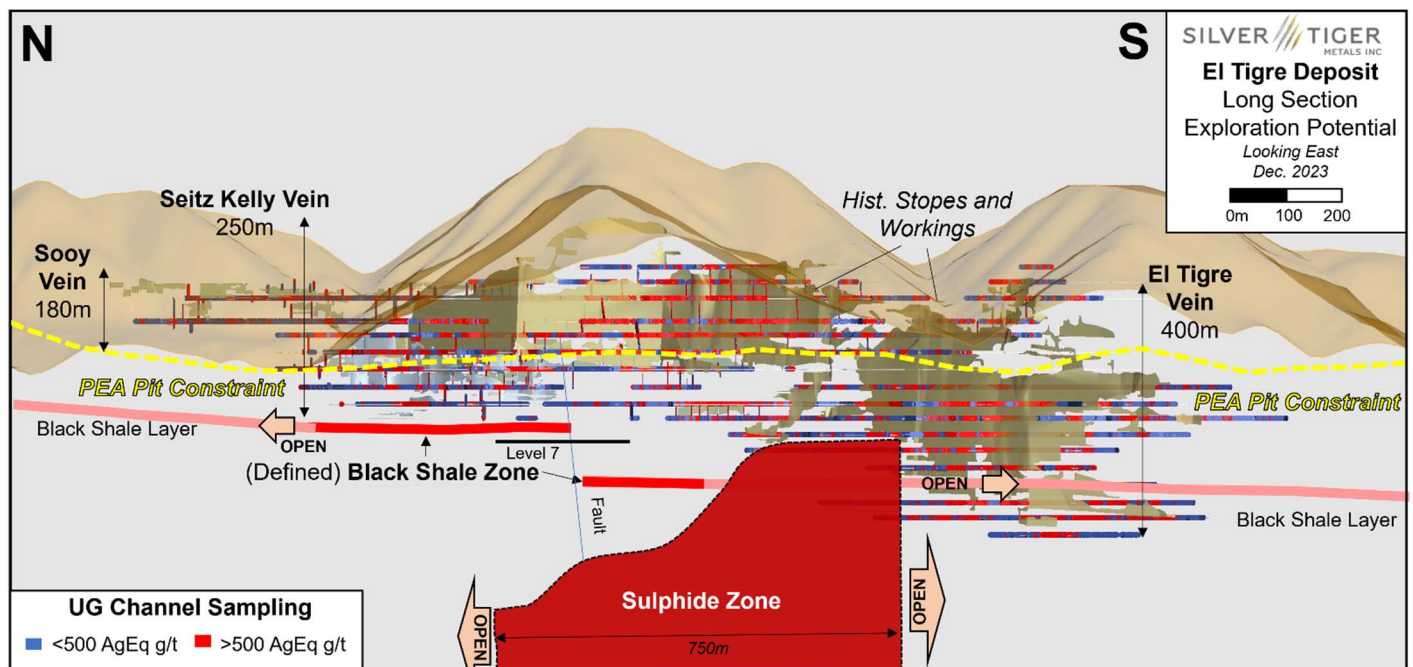 N
S
SILVER TIGER
METALS INC
El Tigre Deposit
Long Section
Exploration Potential
Looking East
Dec. 2023
0m 100 200
Seitz Kelly Vein
250m
Hist. Stopes and
Workings
Sooy
Vein
180m
El Tigre
Vein
400m
PEA Pit Constraint
PEA Pit Constraint
Black Shale Layer
OPEN
(Defined) Black Shale Zone
Level 7
OPEN
Fault
Black Shale Layer
Sulphide Zone
OPEN
OPEN
750m
UG Channel Sampling
<500 AgEq g/t >500 AgEq g/t